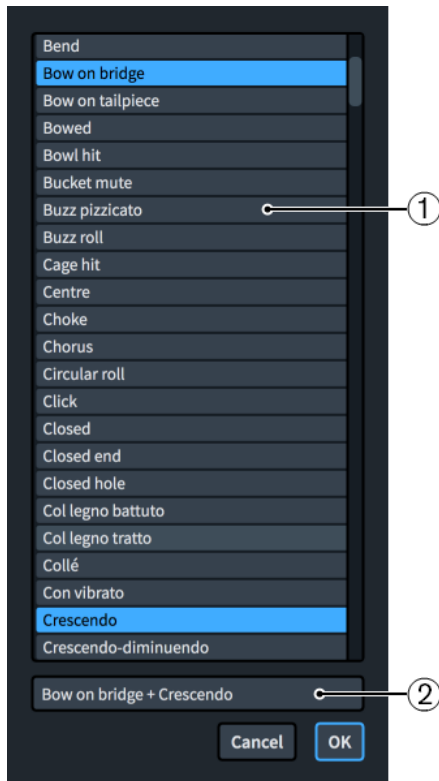 Bend
Bow on bridge
Bow on tailpiece
Bowed
Bowl hit
Bucket mute
Buzz pizzicato
1
Buzz roll
Cage hit
Centre
Choke
Chorus
Circular roll
Click
Closed
Closed end
Closed hole
Col legno battuto
Col legno tratto
Collé
Con vibrato
Crescendo
Crescendo-diminuendo
Bow on bridge + Crescendo
2
Cancel
OK